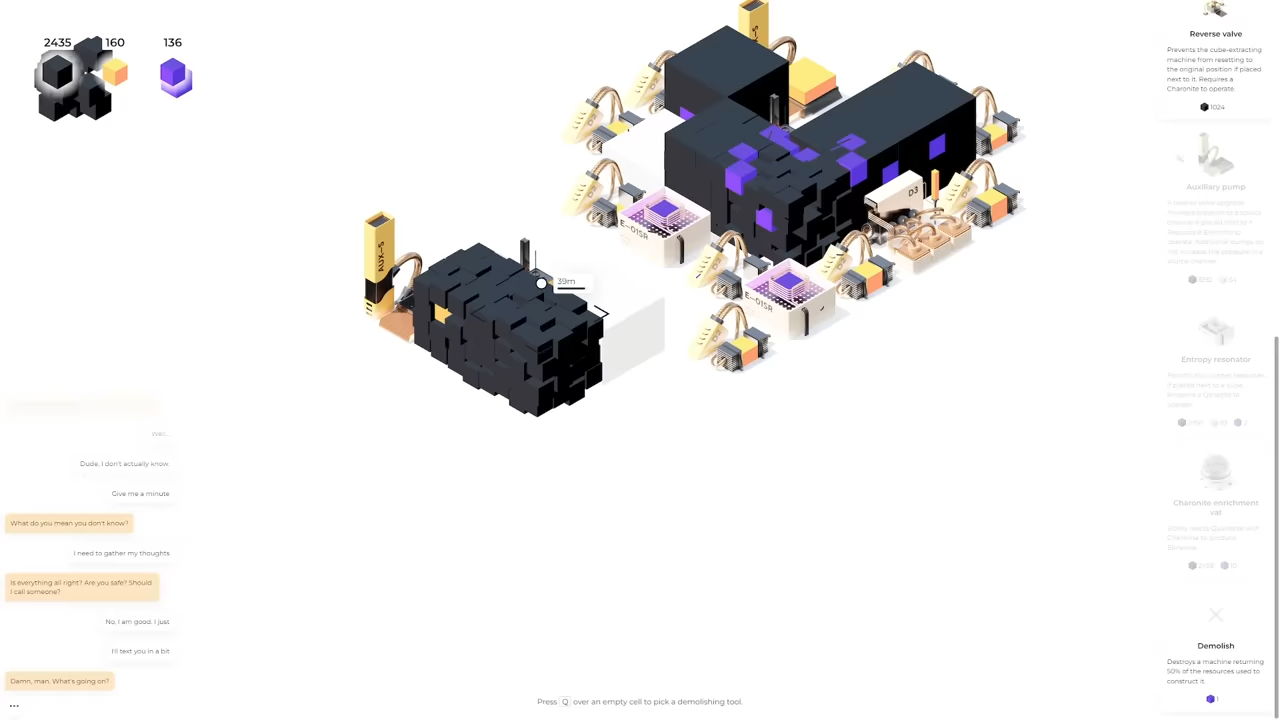 2435
160
136
Reverse valve
Prevents the cube-extracting
machine from resetting to
the original position if placed
next to it. Requires a
Charonite to operate.
1024
Auxiliary pump
Entropy resonator
Charonite enrichment
vat
Demolish
Destroys a machine returning
50% of the resources used to
construct it.
1
AUX-5
39m
E-01SR
E-01SR
D3
Wait...
Dude, I don't actually know.
Give me a minute
What do you mean you don't know?
I need to gather my thoughts
Is everything all right? Are you safe? Should
I call someone?
No, I am good. I just
I'll text you in a bit
Damn, man. What's going on?
...
Press Q over an empty cell to pick a demolishing tool.